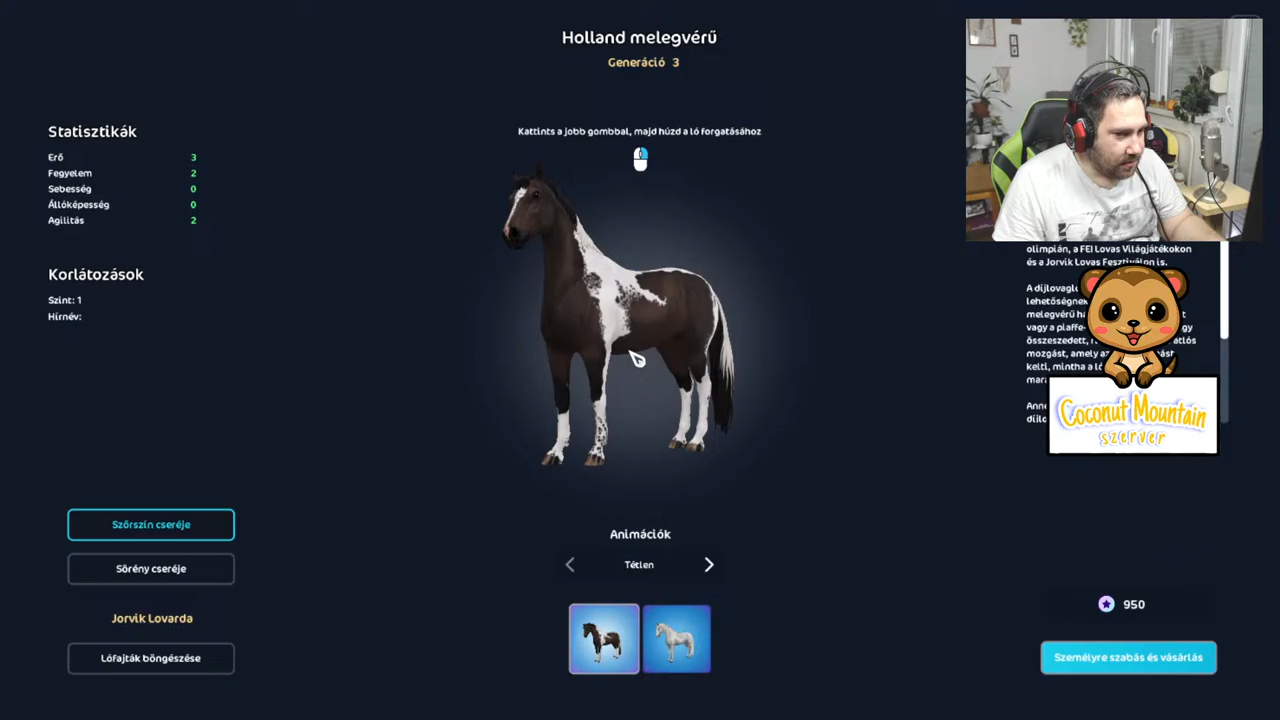 Holland melegvérű
Generáció 3
Statisztikák
Erő 3
Fegyelem 2
Sebesség 0
Állóképesség 0
Agilitás 2
Korlátozások
Szint: 1
Hírnév:
Kattints a jobb gombbal, majd húzd a ló forgatásához
olimpián, a FEI Lovas Világjátékokon
és a Jorvik Lovas Fesztiválon is.
A díjlovaglo
lehetőségnek
melegvérű
vagy a piaffe-
összeszedett,
mozgást, amely
kelti, mintha a
Coconut Mountain
szerver
Szőrszín cseréje
Sörény cseréje
Jorvik Lovarda
Lófajták böngészése
Animációk
Tétlen
950
Személyre szabás és vásárlás